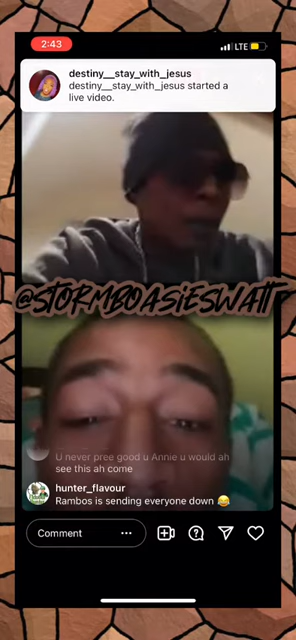 2:43
LTE
destiny__stay_with_jesus
destiny__stay_with_jesus started a
live video.
@STORMBOASIESWATT
U never pree good u Annie u would ah
see this ah come
hunter_flavour
Rambos is sending everyone down 😂
Comment